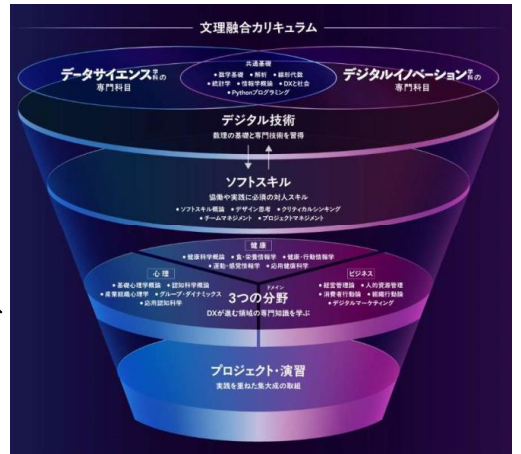 文理融合カリキュラム
共通基礎
•数学基礎 •解析 •線形代数
•統計学 •情報学概論 •DXと社会
•Pythonプログラミング
データサイエンス学科の
専門科目
デジタルイノベーション学科の
専門科目
デジタル技術
数理の基礎と専門技術を習得
ソフトスキル
協働や実践に必須の対人スキル
•ソフトスキル概論 •デザイン思考 •クリティカルシンキング
•チームマネジメント •プロジェクトマネジメント
健康
•健康科学概論 •食・栄養情報学 •健康・行動情報学
•運動・感覚情報学 •応用健康科学
心理
•基礎心理学概論 •認知科学概論
•産業組織心理学 •グループ・ダイナミックス
•応用認知科学
ビジネス
•経営管理論 •人的資源管理
•消費者行動論 •組織行動論
•デジタルマーケティング
3つの分野
ドメイン
DXが進む領域の専門知識を学ぶ
プロジェクト・演習
実践を重ねた集大成の取組